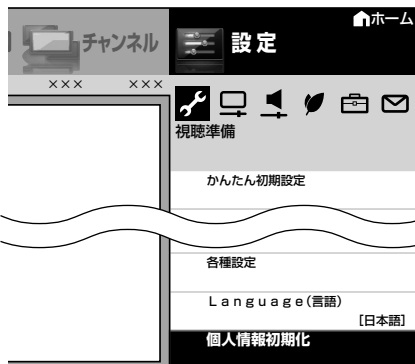 ホーム
チャンネル
設定
××× ×××
視聴準備
かんたん初期設定
各種設定
Ｌａｎｇｕａｇｅ(言語)
[日本語]
個人情報初期化